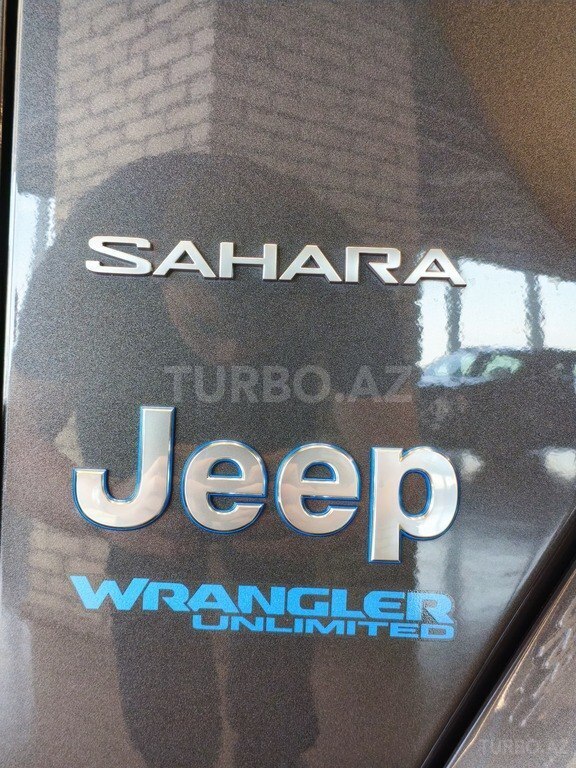 SAHARA
TURBO.AZ
Jeep
WRANGLER
UNLIMITED
TURBO.AZ